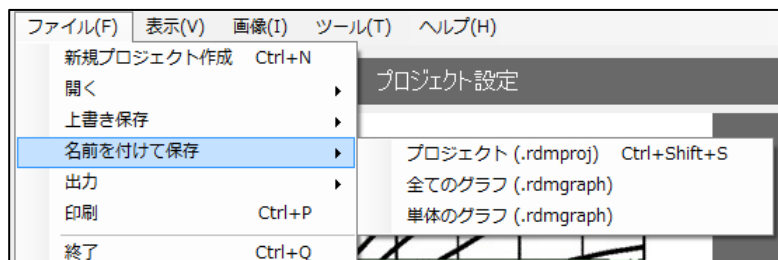 ファイル(F) 表示(V) 画像(I) ツール(T) ヘルプ(H)
新規プロジェクト作成 Ctrl+N
開く
プロジェクト設定
上書き保存
名前を付けて保存
プロジェクト (.rdmproj) Ctrl+Shift+S
出力
全てのグラフ (.rdmgraph)
印刷 Ctrl+P
単体のグラフ (.rdmgraph)
終了 Ctrl+Q